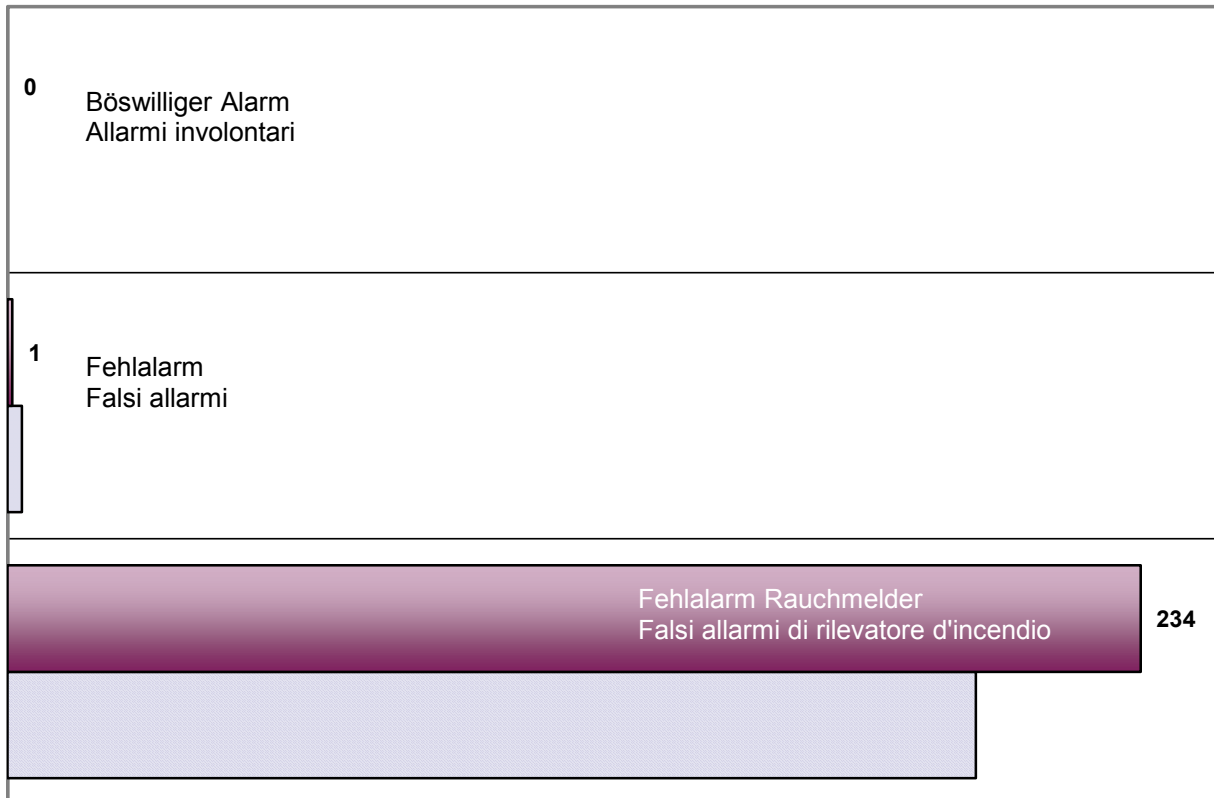 0
Böswilliger Alarm
Allarmi involontari
1
Fehlalarm
Falsi allarmi
Fehlalarm Rauchmelder
Falsi allarmi di rilevatore d'incendio
234